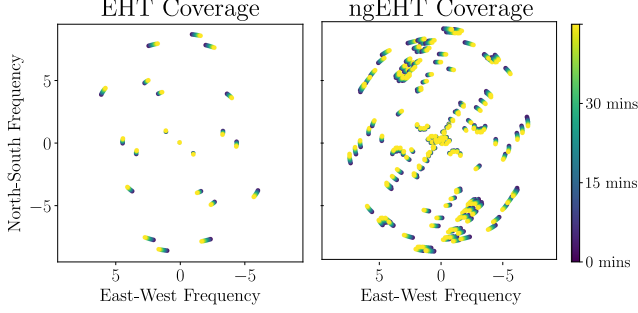 EHT Coverage
ngEHT Coverage
North-South Frequency
5
0
−5
5
0
−5
East-West Frequency
5
0
−5
East-West Frequency
30 mins
15 mins
0 mins